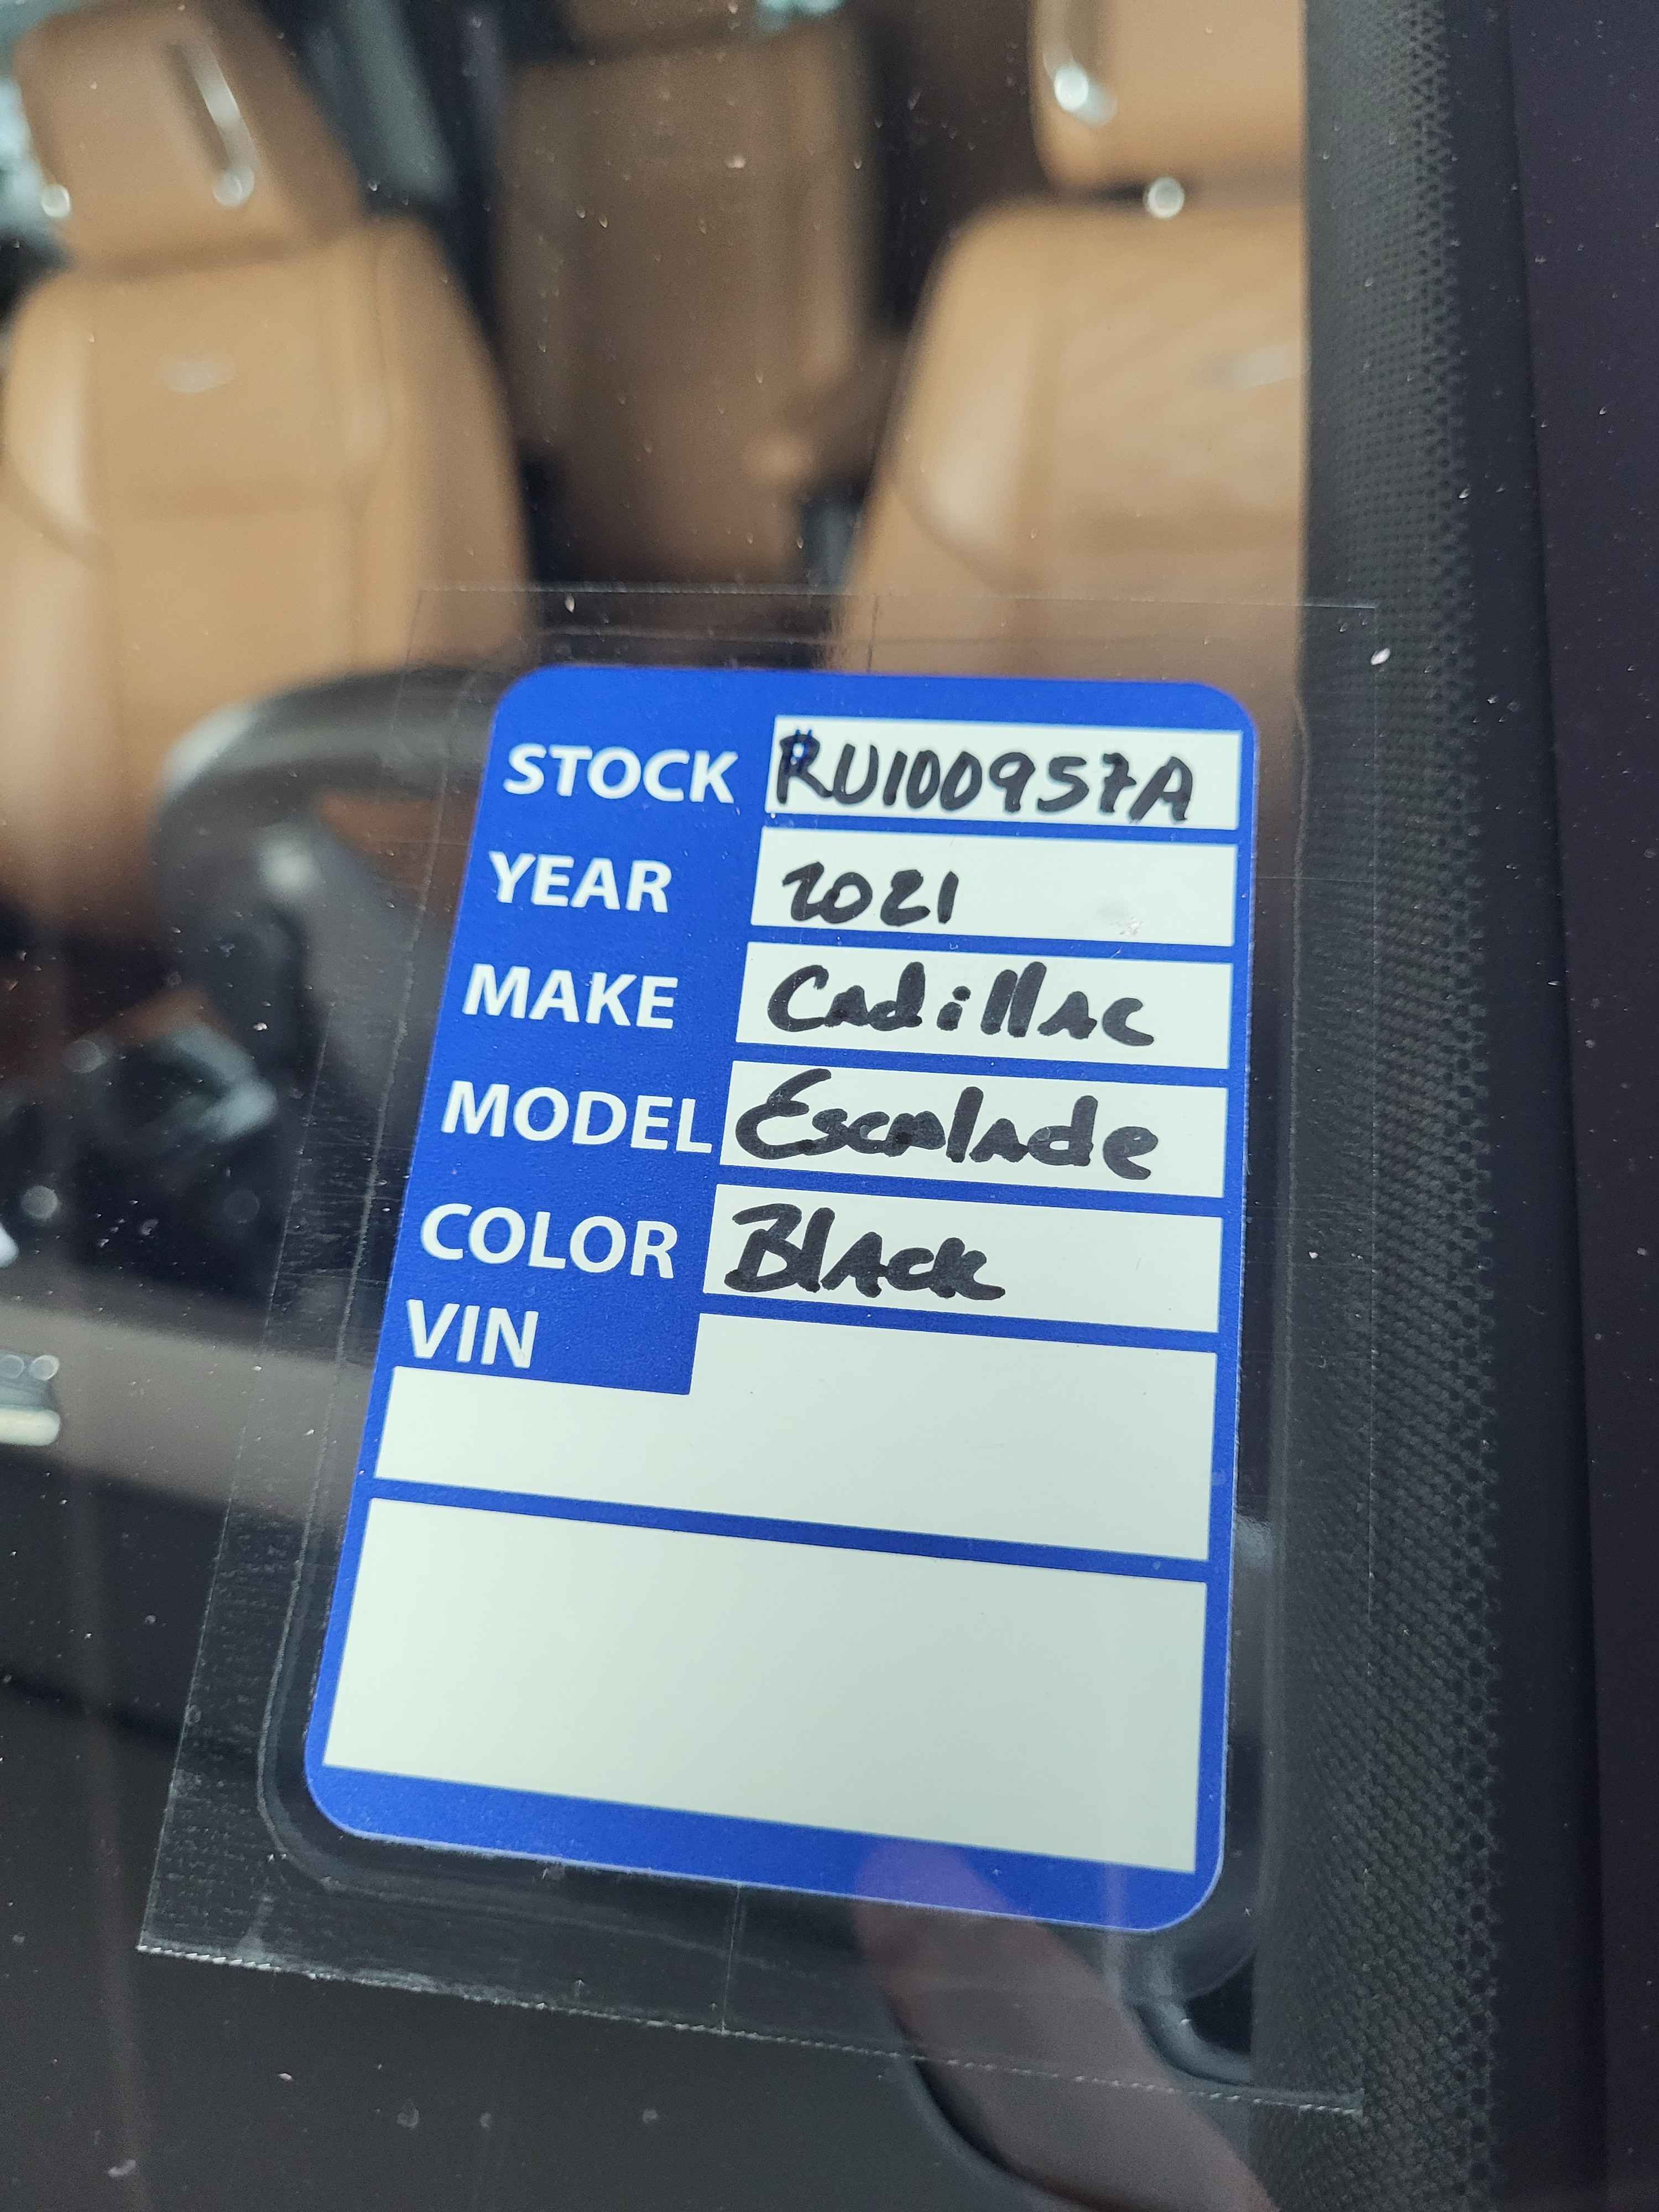 STOCK #RU100957A
YEAR 2021
MAKE Cadillac
MODEL Escalade
COLOR Black
VIN